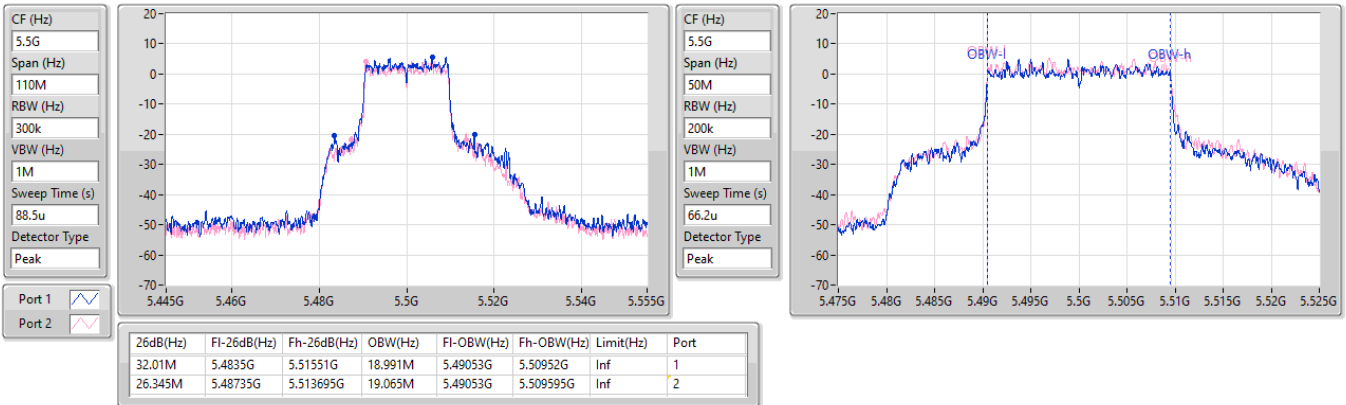 CF (Hz)
5.5G
Span (Hz)
110M
RBW (Hz)
300k
VBW (Hz)
1M
Sweep Time (s)
88.5u
Detector Type
Peak
Port 1
Port 2
20-
10-
0-
-10-
-20-
-30-
-40-
-50-
-60-
-70-
5.445G 5.46G 5.48G 5.5G 5.52G 5.54G 5.555G
CF (Hz)
5.5G
Span (Hz)
50M
RBW (Hz)
200k
VBW (Hz)
1M
Sweep Time (s)
66.2u
Detector Type
Peak
20-
10-
0-
-10-
-20-
-30-
-40-
-50-
-60-
-70-
OBW-l OBW-h
5.475G 5.48G 5.485G 5.49G 5.495G 5.5G 5.505G 5.51G 5.515G 5.52G 5.525G
26dB(Hz) Fl-26dB(Hz) Fh-26dB(Hz) OBW(Hz) Fl-OBW(Hz) Fh-OBW(Hz) Limit(Hz) Port
32.01M 5.4835G 5.51551G 18.991M 5.49053G 5.50952G Inf 1
26.345M 5.48735G 5.513695G 19.065M 5.49053G 5.509595G Inf 2